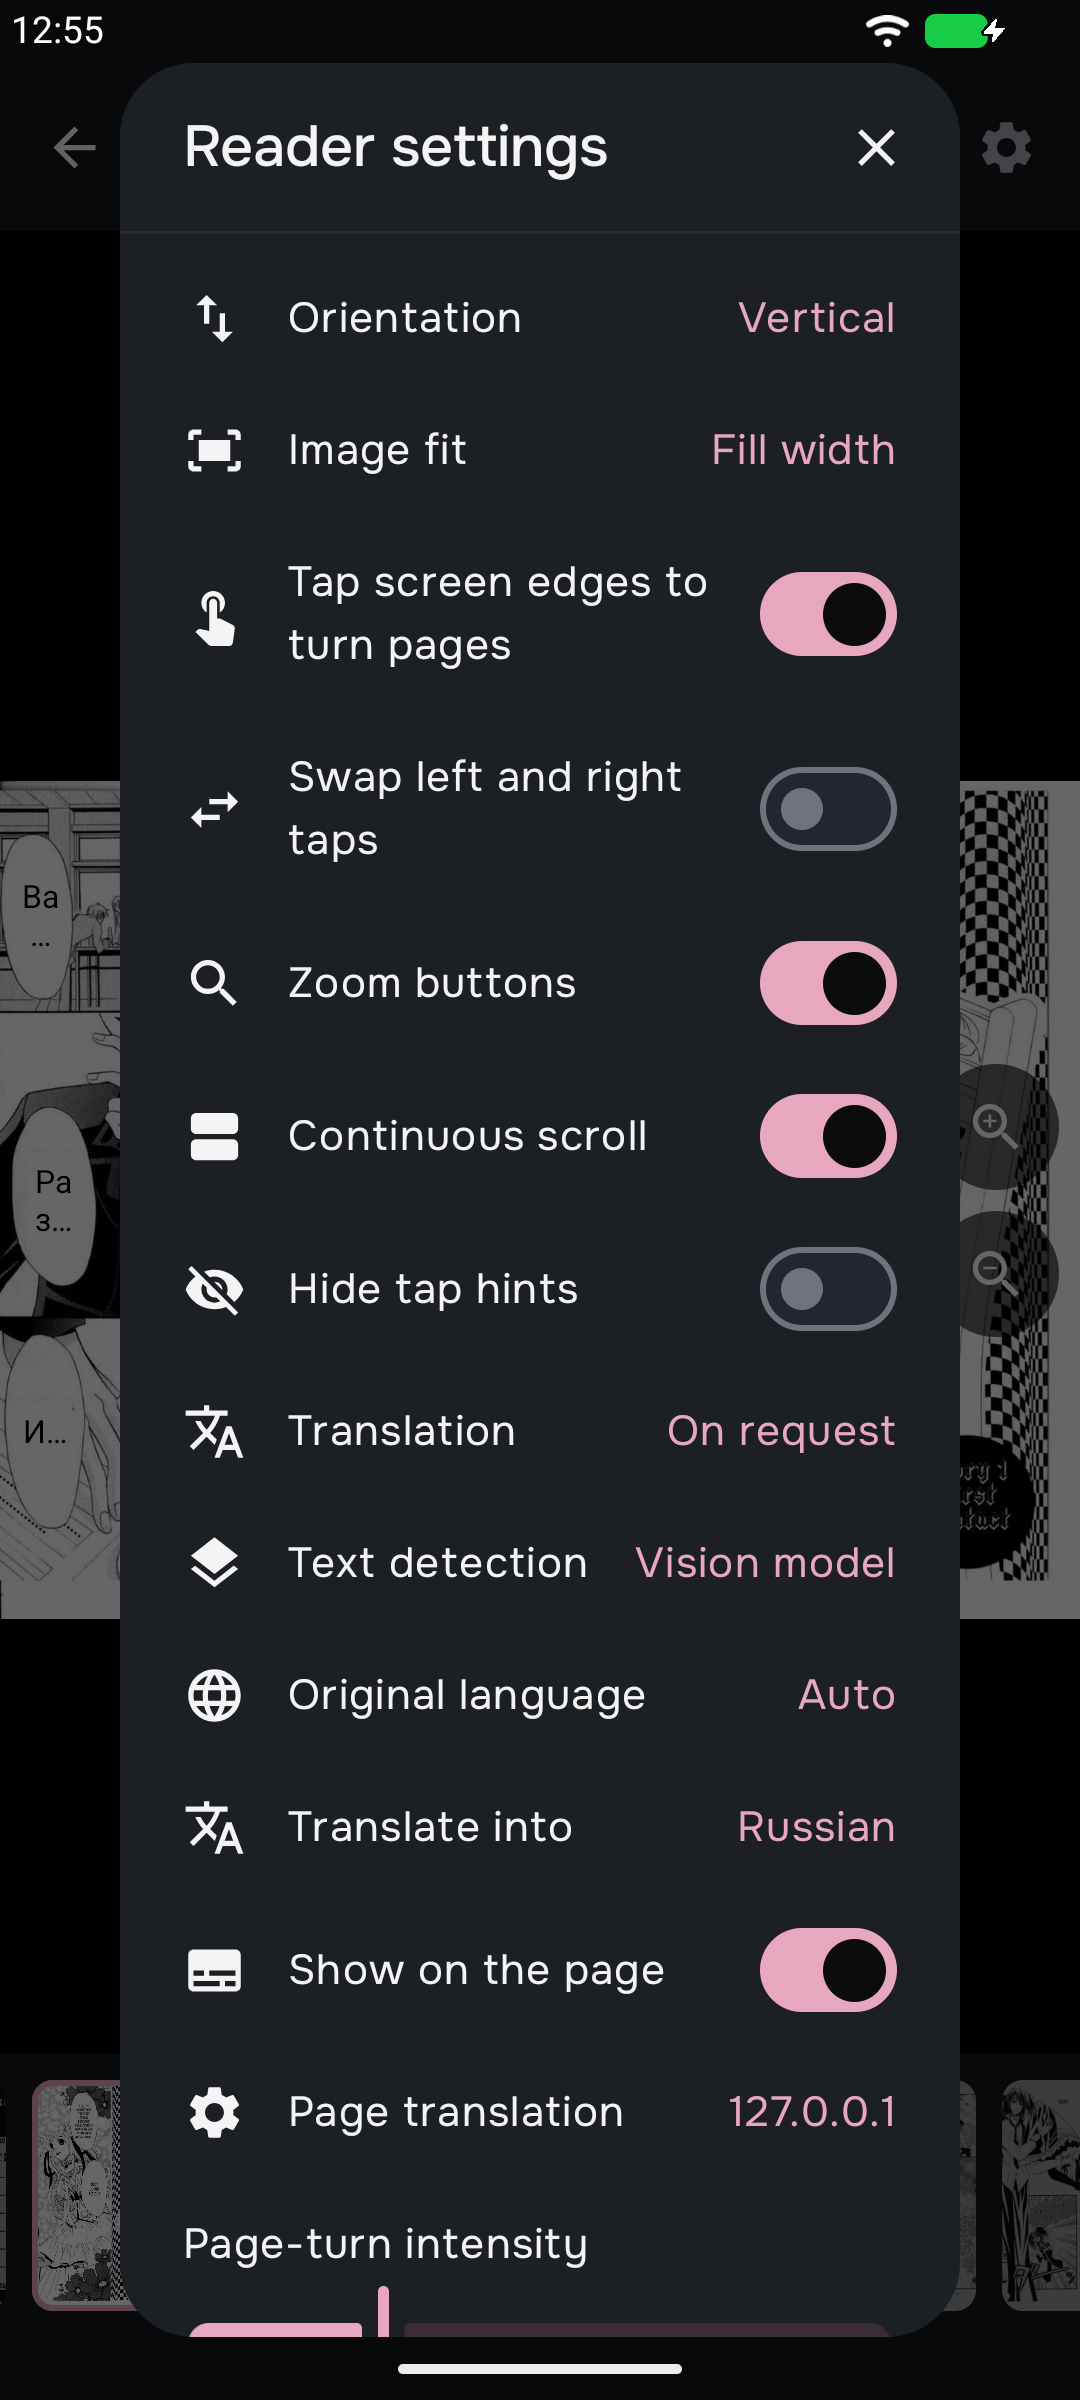 12:55
Reader settings
Orientation
Vertical
Image fit
Fill width
Tap screen edges to
turn pages
Swap left and right
taps
Ва
...
Zoom buttons
Continuous scroll
Ра
з...
Hide tap hints
Translation
On request
И...
Text detection
Vision model
Original language
Auto
Translate into
Russian
Show on the page
Page translation
127.0.0.1
Page-turn intensity